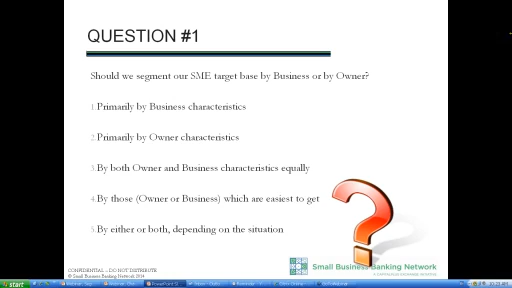 QUESTION #1
Should we segment our SME target base by Business or by Owner?
1. Primarily by Business characteristics
2. Primarily by Owner characteristics
3. By both Owner and Business characteristics equally
4. By those (Owner or Business) which are easiest to get
5. By either or both, depending on the situation
CONFIDENTIAL – DO NOT DISTRIBUTE
© Small Business Banking Network 2014
Small Business Banking Network
start